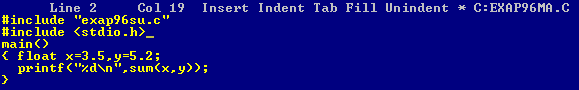 Line 2 Col 19 Insert Indent Tab Fill Unindent * C:EXAP96MA.C
#include "exap96su.c"
#include <stdio.h>_
main()
{ float x=3.5,y=5.2;
printf("%d\n",sum(x,y));
}